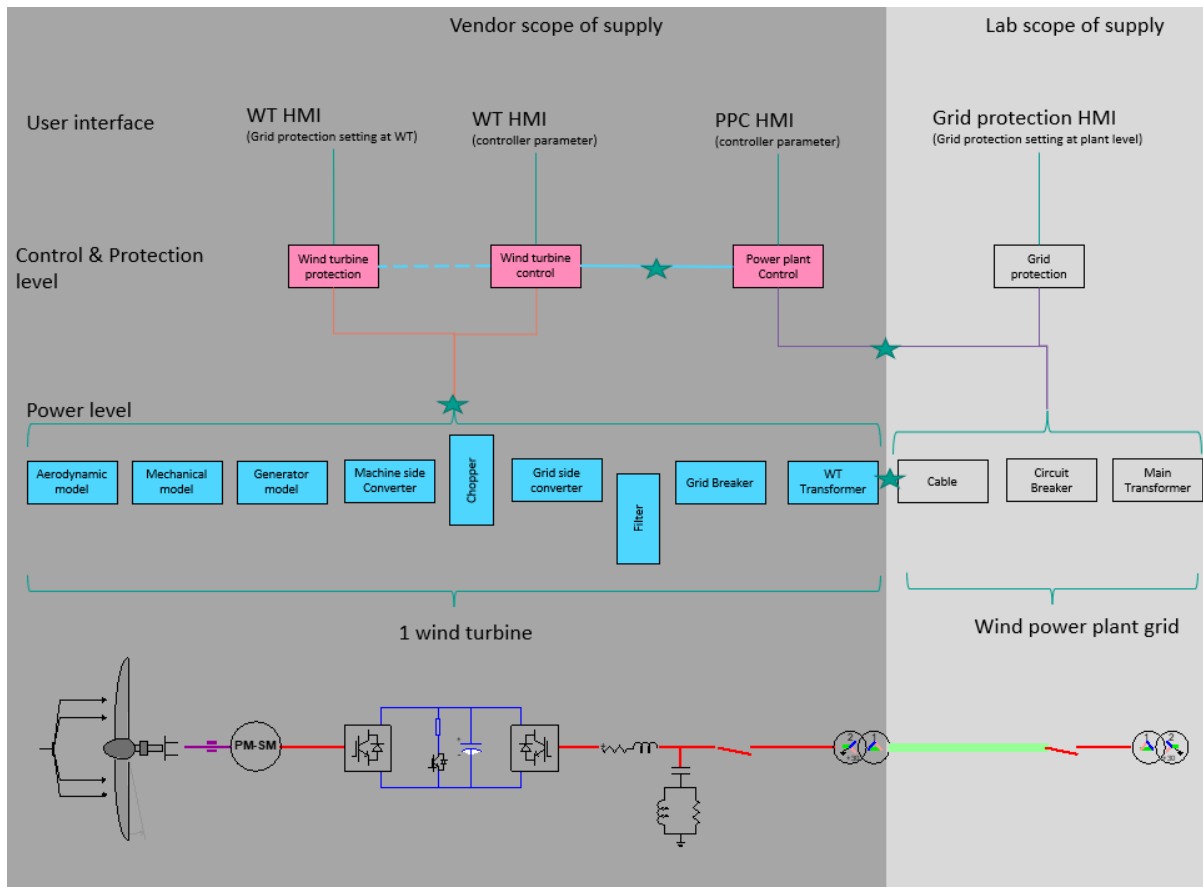 Vendor scope of supply
Lab scope of supply
User interface
WT HMI
(Grid protection setting at WT)
WT HMI
(controller parameter)
PPC HMI
(controller parameter)
Grid protection HMI
(Grid protection setting at plant level)
Control & Protection
level
Wind turbine
protection
Wind turbine
control
Power plant
Control
Grid
protection
Power level
Aerodynamic
model
Mechanical
model
Generator
model
Machine side
Converter
Chopper
Grid side
converter
Filter
Grid Breaker
WT
Transformer
Cable
Circuit
Breaker
Main
Transformer
1 wind turbine
Wind power plant grid
PM-SM
2
1
1
2